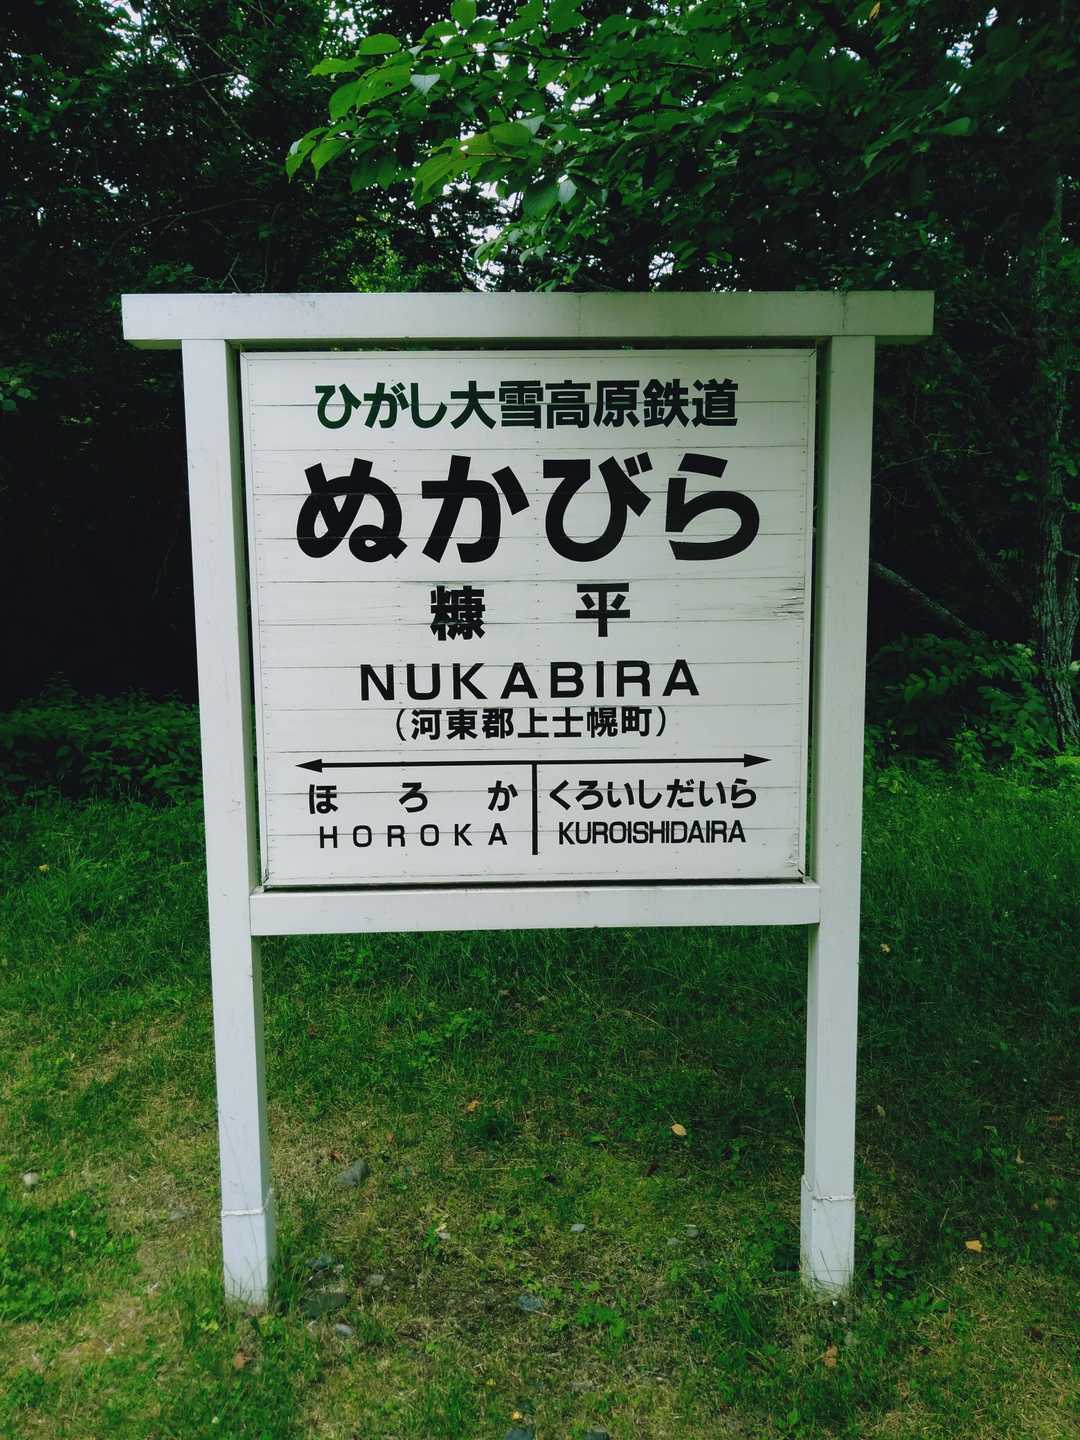 ひがし大雪高原鉄道
ぬかびら
糠 平
NUKABIRA
(河東郡上士幌町)
ほろか くろいしだいら
HOROKA KUROISHIDAIRA